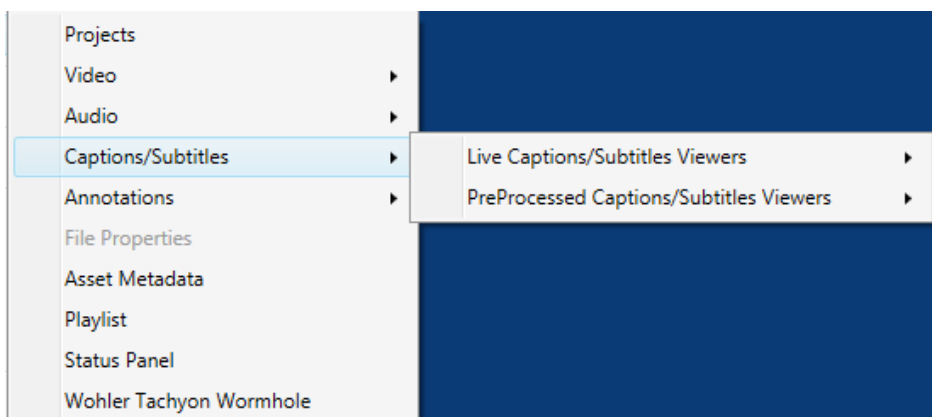 Projects
Video
Audio
Captions/Subtitles
Live Captions/Subtitles Viewers
PreProcessed Captions/Subtitles Viewers
Annotations
File Properties
Asset Metadata
Playlist
Status Panel
Wohler Tachyon Wormhole